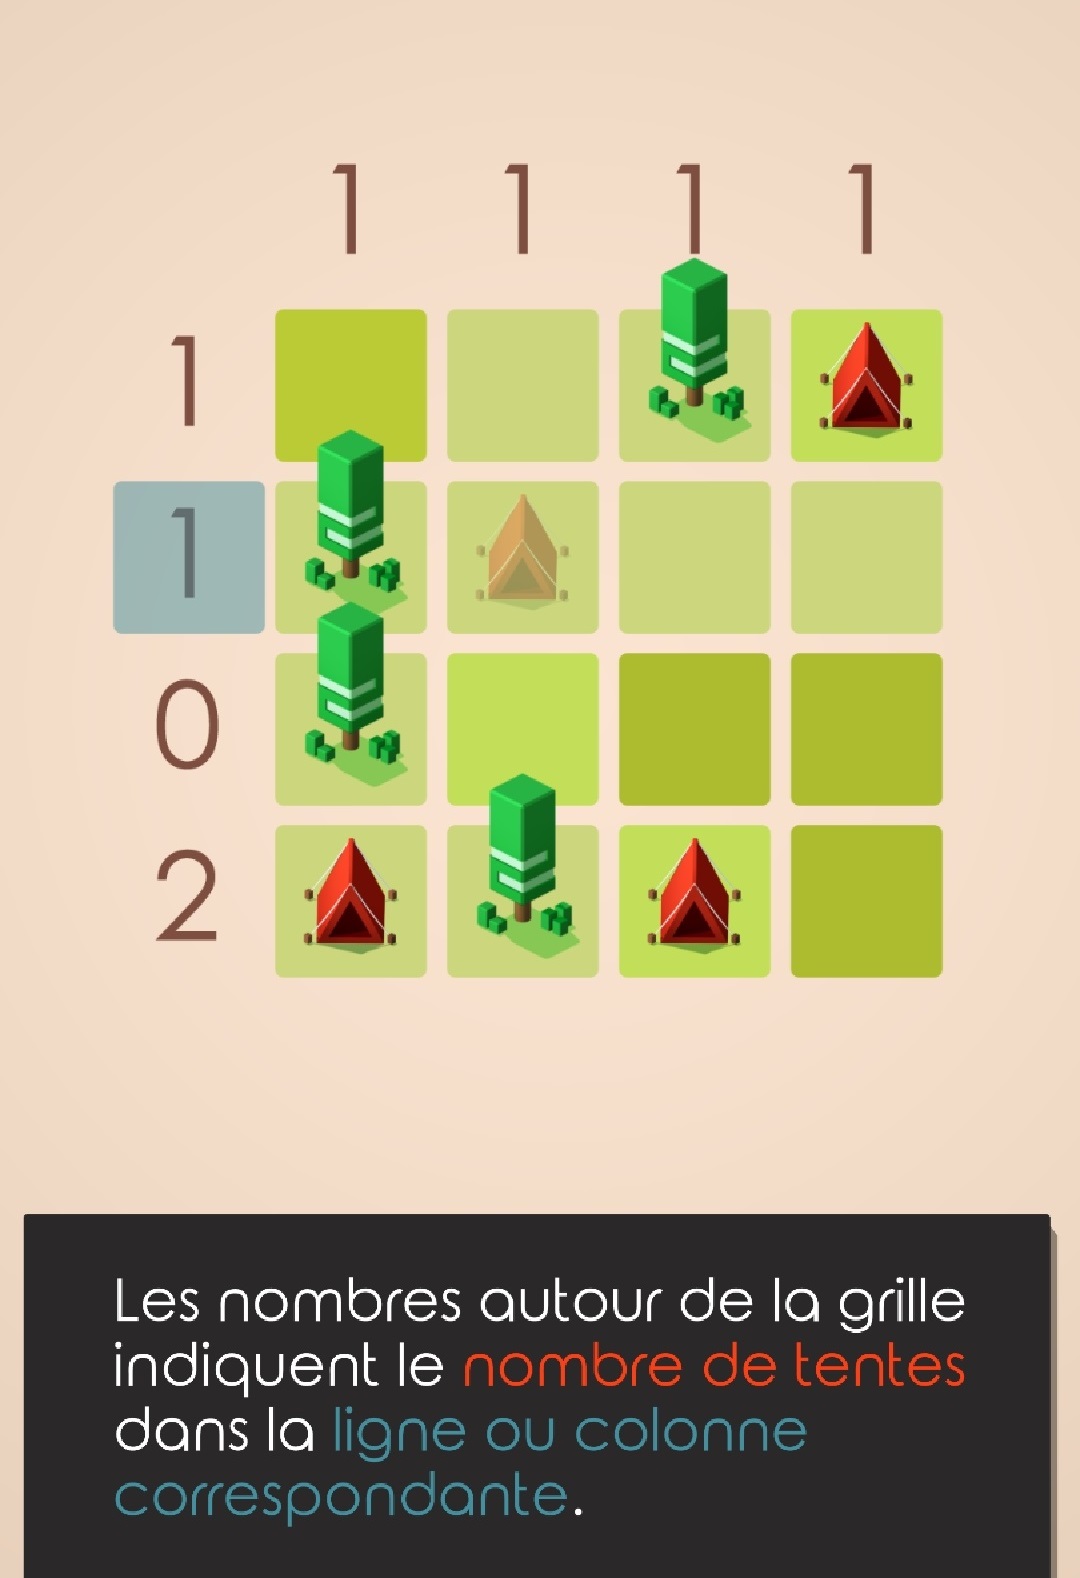 1 1 1 1
1
1
0
2
Les nombres autour de la grille
indiquent le nombre de tentes
dans la ligne ou colonne
correspondante.